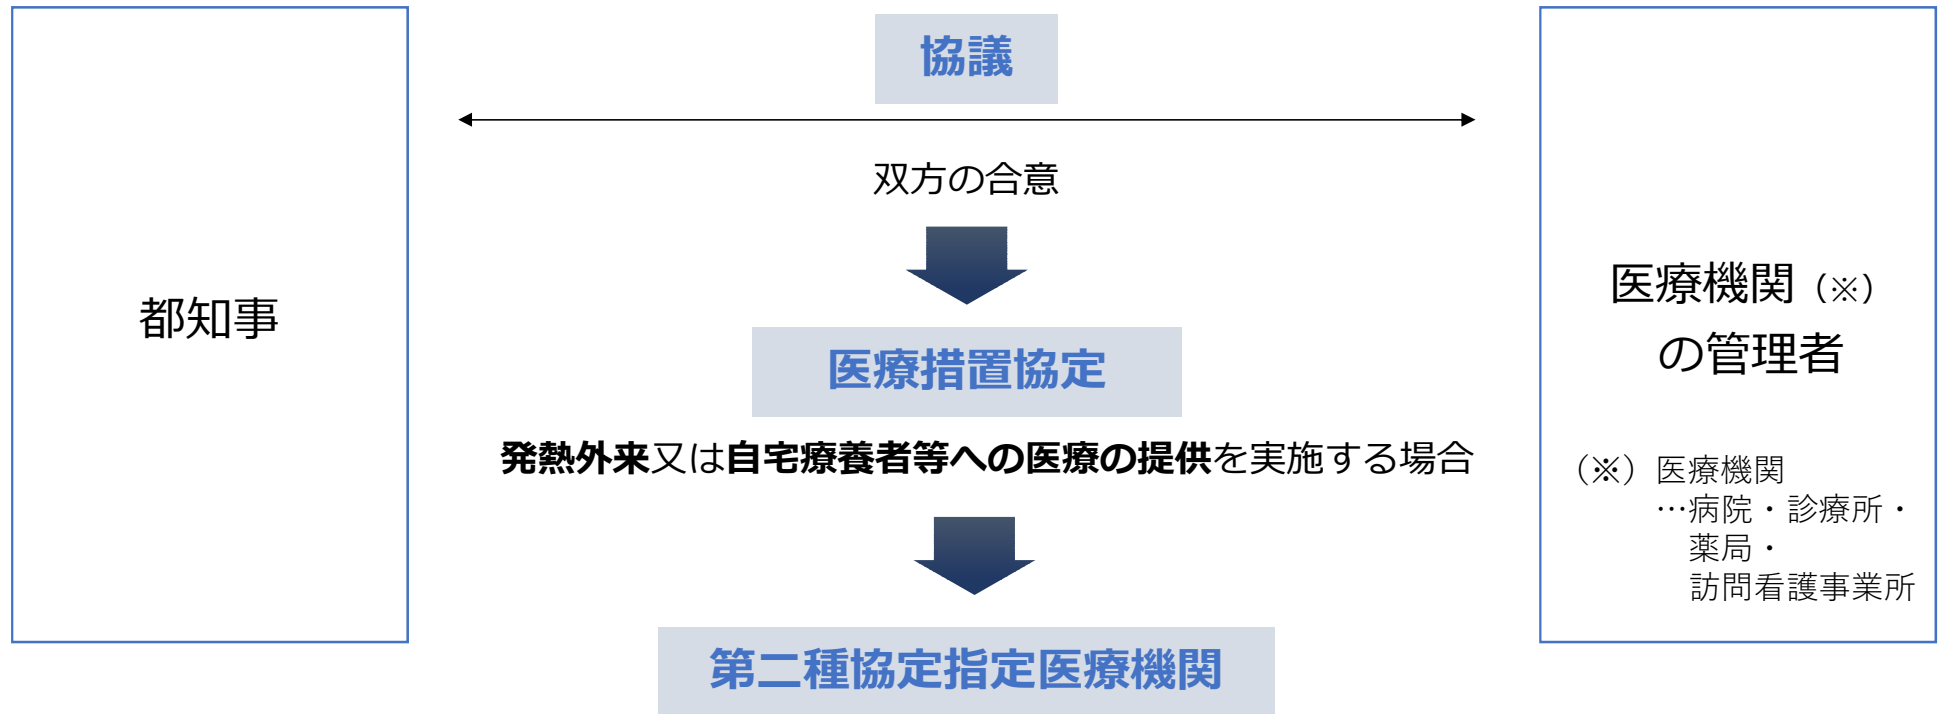 協議
双方の合意
都知事
医療措置協定
発熱外来又は自宅療養者等への医療の提供を実施する場合
第二種協定指定医療機関
医療機関（※）
の管理者
（※）医療機関
…病院・診療所・
薬局・
訪問看護事業所